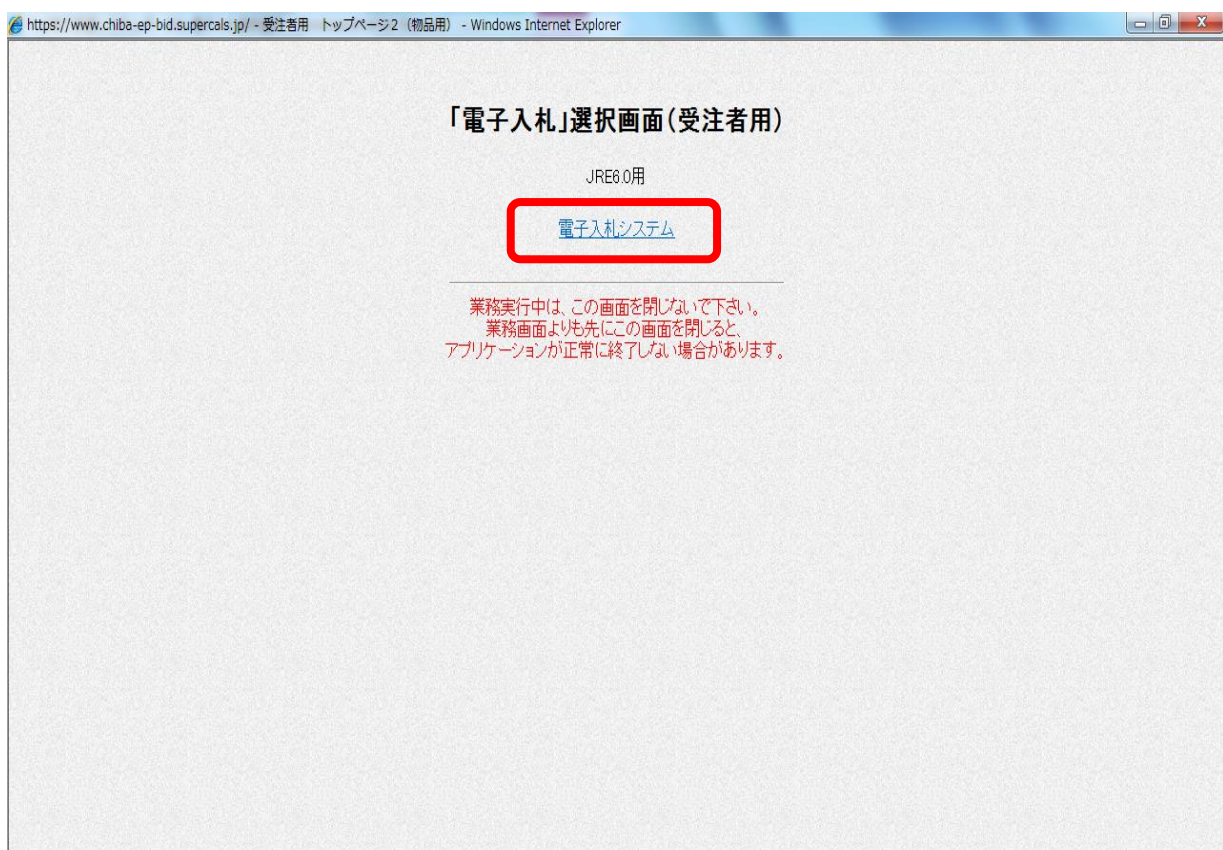 https://www.chiba-ep-bid.supercals.jp/ - 受注者用　トップページ２（物品用） - Windows Internet Explorer
「電子入札」選択画面（受注者用）
JRE6.0用
電子入札システム
業務実行中は、この画面を閉じないで下さい。
業務画面よりも先にこの画面を閉じると、
アプリケーションが正常に終了しない場合があります。